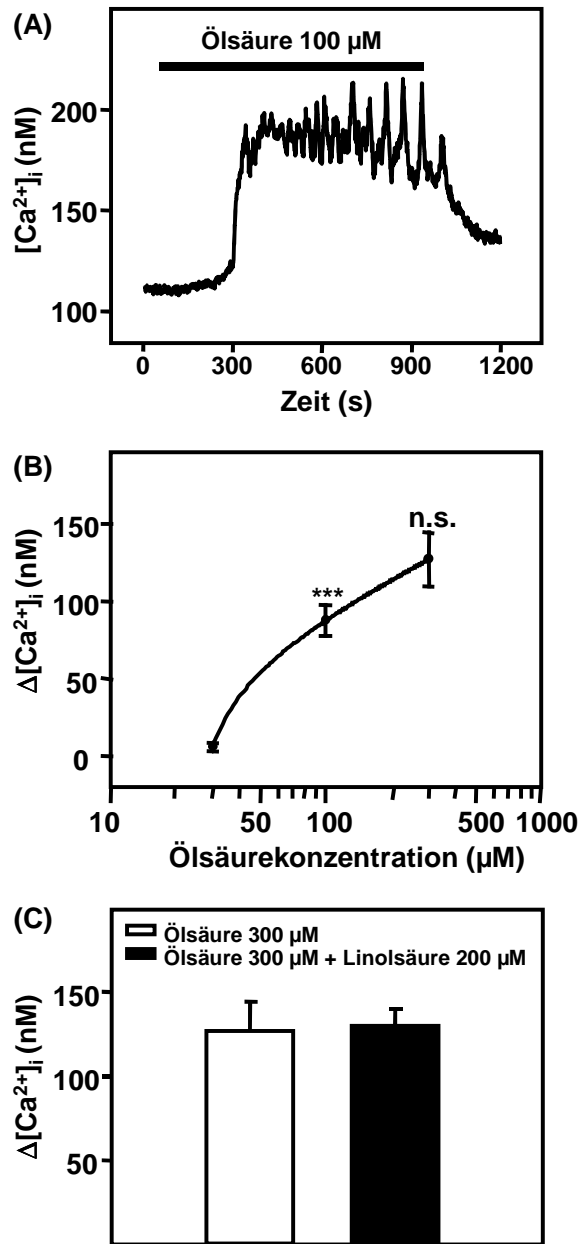 (A)
Ölsäure 100 µM
200
150
100
[Ca²⁺]ᵢ (nM)
0 300 600 900 1200
Zeit (s)
(B)
n.s.
***
150
100
50
0
Δ[Ca²⁺]ᵢ (nM)
10 50 100 500 1000
Ölsäurekonzentration (µM)
(C)
Ölsäure 300 µM
Ölsäure 300 µM + Linolsäure 200 µM
150
100
50
Δ[Ca²⁺]ᵢ (nM)